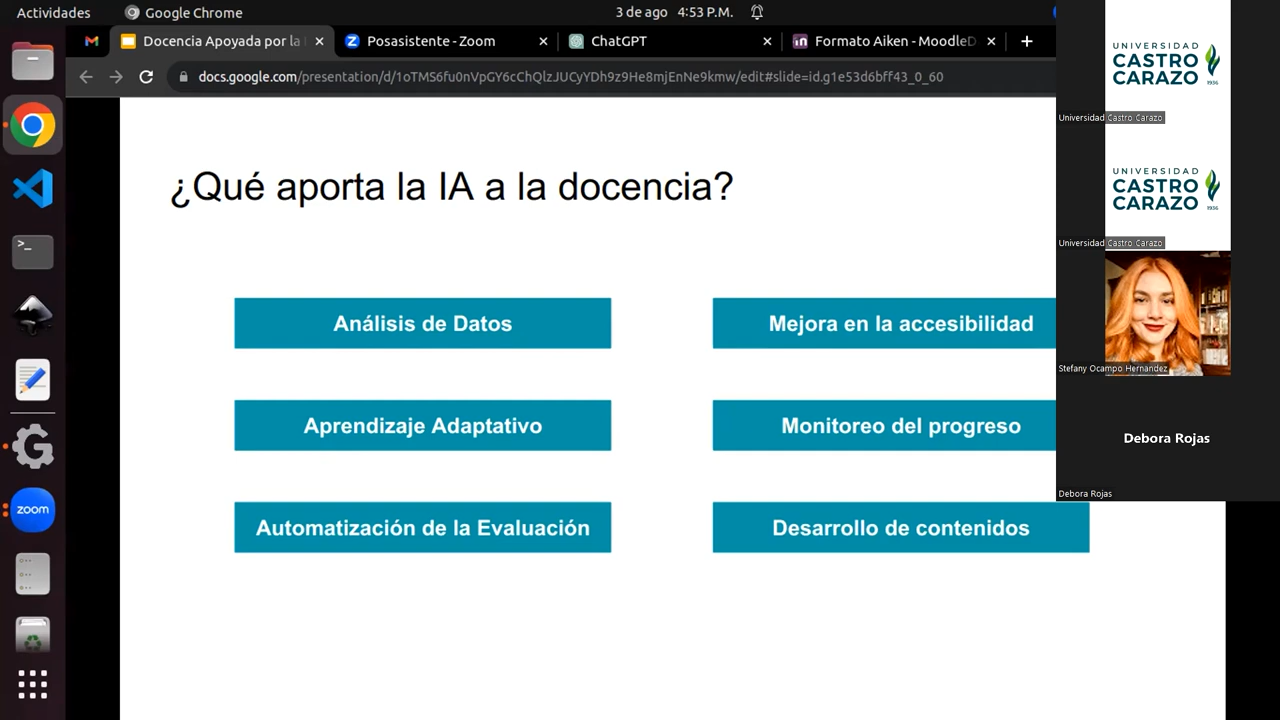 Actividades
Google Chrome
3 de ago 4:53 P.M.
Docencia Apoyada por la
Posasistente - Zoom
ChatGPT
Formato Aiken - MoodleD
docs.google.com/presentation/d/1oTMS6fu0nVpGY6cChQlzJUCyYDh9z9He8mjEnNe9kmw/edit#slide=id.g1e53d6bff43_0_60
¿Qué aporta la IA a la docencia?
Análisis de Datos
Mejora en la accesibilidad
Aprendizaje Adaptativo
Monitoreo del progreso
Automatización de la Evaluación
Desarrollo de contenidos
UNIVERSIDAD
CASTRO
CARAZO
1936
Universidad Castro Carazo
UNIVERSIDAD
CASTRO
CARAZO
1936
Universidad Castro Carazo
Stefany Ocampo Hernández
Debora Rojas
Debora Rojas
zoom